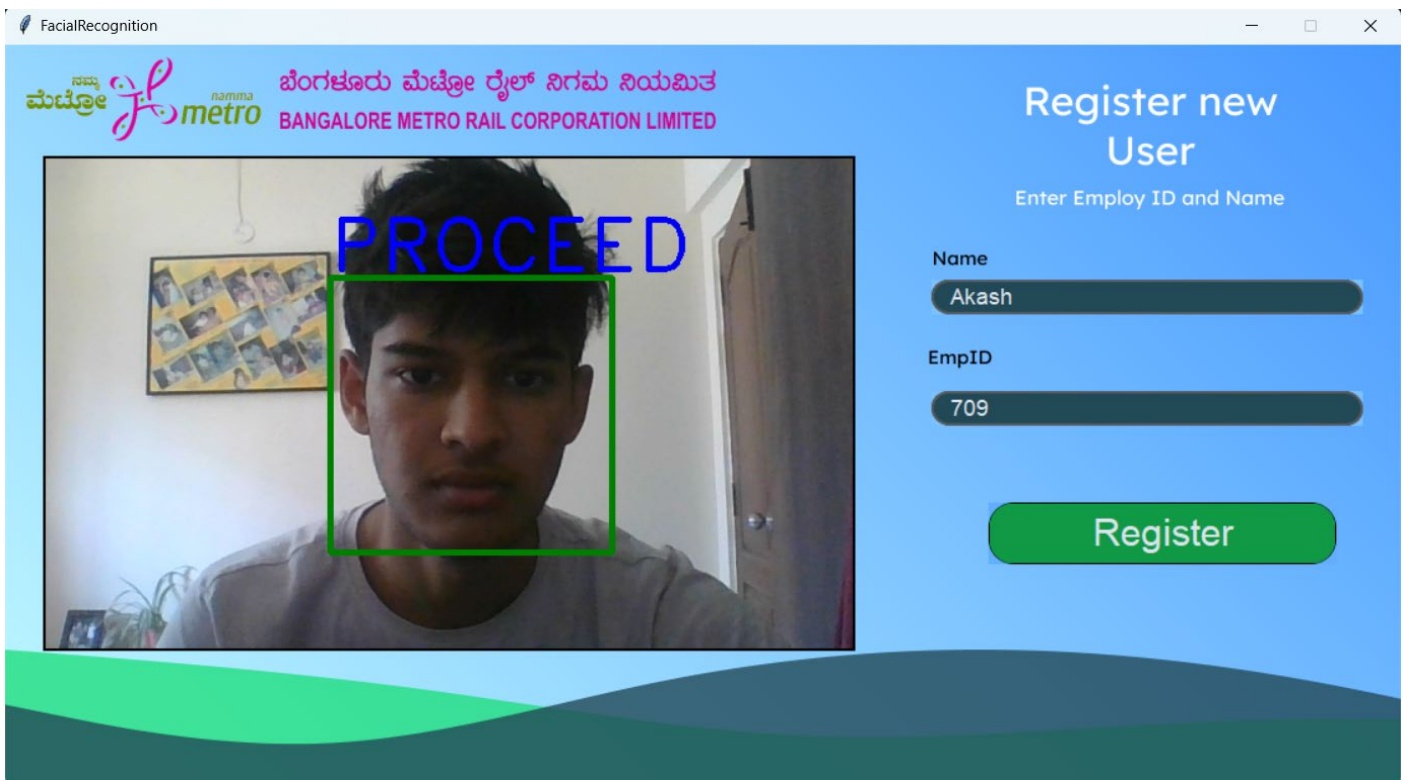 FacialRecognition
ನಮ್ಮ
ಮೆಟ್ರೋ
namma
metro
ಬೆಂಗಳೂರು ಮೆಟ್ರೋ ರೈಲ್ ನಿಗಮ ನಿಯಮಿತ
BANGALORE METRO RAIL CORPORATION LIMITED
PROCEED
Register new
User
Enter Employ ID and Name
Name
Akash
EmpID
709
Register